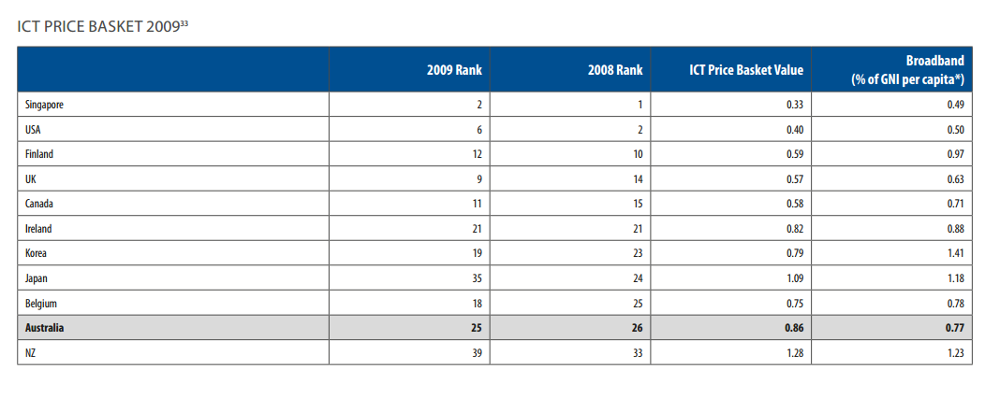 ICT PRICE BASKET 2009³³
2009 Rank 2008 Rank ICT Price Basket Value Broadband (% of GNI per capita*)
Singapore 2 1 0.33 0.49
USA 6 2 0.40 0.50
Finland 12 10 0.59 0.97
UK 9 14 0.57 0.63
Canada 11 15 0.58 0.71
Ireland 21 21 0.82 0.88
Korea 19 23 0.79 1.41
Japan 35 24 1.09 1.18
Belgium 18 25 0.75 0.78
Australia 25 26 0.86 0.77
NZ 39 33 1.28 1.23